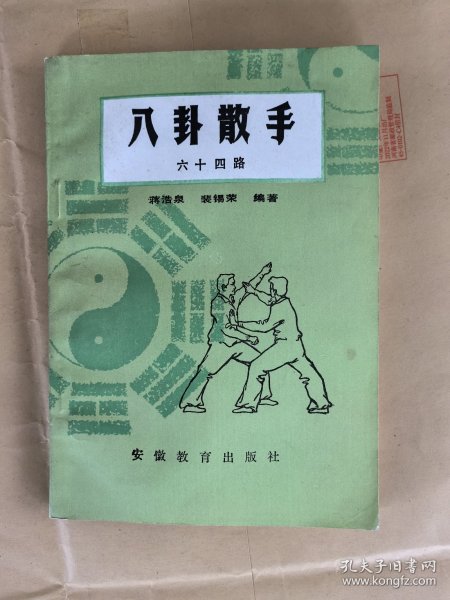 八卦散手
六十四路
蒋浩泉 裴锡荣 编著
安徽教育出版社
孔夫子旧书网
www.kongfz.com